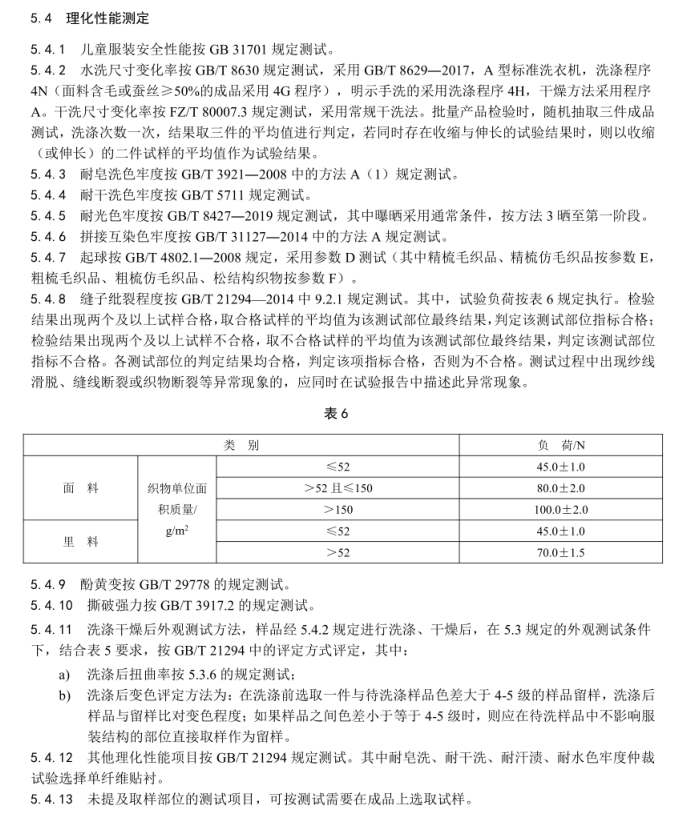 5.4 理化性能测定
5.4.1 儿童服装安全性能按 GB 31701 规定测试。
5.4.2 水洗尺寸变化率按 GB/T 8630 规定测试，采用 GB/T 8629—2017，A 型标准洗衣机，洗涤程序
4N（面料含毛或蚕丝≥50%的成品采用 4G 程序），明示手洗的采用洗涤程序 4H，干燥方法采用程序
A。干洗尺寸变化率按 FZ/T 80007.3 规定测试，采用常规干洗法。批量产品检验时，随机抽取三件成品
测试，洗涤次数一次，结果取三件的平均值进行判定，若同时存在收缩与伸长的试验结果时，则以收缩
（或伸长）的二件试样的平均值作为试验结果。
5.4.3 耐皂洗色牢度按 GB/T 3921—2008 中的方法 A（1）规定测试。
5.4.4 耐干洗色牢度按 GB/T 5711 规定测试。
5.4.5 耐光色牢度按 GB/T 8427—2019 规定测试，其中曝晒采用通常条件，按方法 3 晒至第一阶段。
5.4.6 拼接互染色牢度按 GB/T 31127—2014 中的方法 A 规定测试。
5.4.7 起球按 GB/T 4802.1—2008 规定，采用参数 D 测试（其中精梳毛织品、精梳仿毛织品按参数 E，
粗梳毛织品、粗梳仿毛织品、松结构织物按参数 F）。
5.4.8 缝子纰裂程度按 GB/T 21294—2014 中 9.2.1 规定测试。其中，试验负荷按表 6 规定执行。检验
结果出现两个及以上试样合格，取合格试样的平均值为该测试部位最终结果，判定该测试部位指标合格；
检验结果出现两个及以上试样不合格，取不合格试样的平均值为该测试部位最终结果，判定该测试部位
指标不合格。各测试部位的判定结果均合格，判定该项指标合格，否则为不合格。测试过程中出现纱线
滑脱、缝线断裂或织物断裂等异常现象的，应同时在试验报告中描述此异常现象。
表 6
类 别 负 荷/N
面 料 织物单位面积质量/ g/m² ≤52 45.0±1.0
>52 且≤150 80.0±2.0
>150 100.0±2.0
里 料 ≤52 45.0±1.0
>52 70.0±1.5
5.4.9 酚黄变按 GB/T 29778 的规定测试。
5.4.10 撕破强力按 GB/T 3917.2 的规定测试。
5.4.11 洗涤干燥后外观测试方法，样品经 5.4.2 规定进行洗涤、干燥后，在 5.3 规定的外观测试条件
下，结合表 5 要求，按 GB/T 21294 中的评定方式评定，其中：
a) 洗涤后扭曲率按 5.3.6 的规定测试；
b) 洗涤后变色评定方法为：在洗涤前选取一件与待洗涤样品色差大于 4-5 级的样品留样，洗涤后
样品与留样比对变色程度；如果样品之间色差小于等于 4-5 级时，则应在待洗样品中不影响服
装结构的部位直接取样作为留样。
5.4.12 其他理化性能项目按 GB/T 21294 规定测试。其中耐皂洗、耐干洗、耐汗渍、耐水色牢度仲裁
试验选择单纤维贴衬。
5.4.13 未提及取样部位的测试项目，可按测试需要在成品上选取试样。